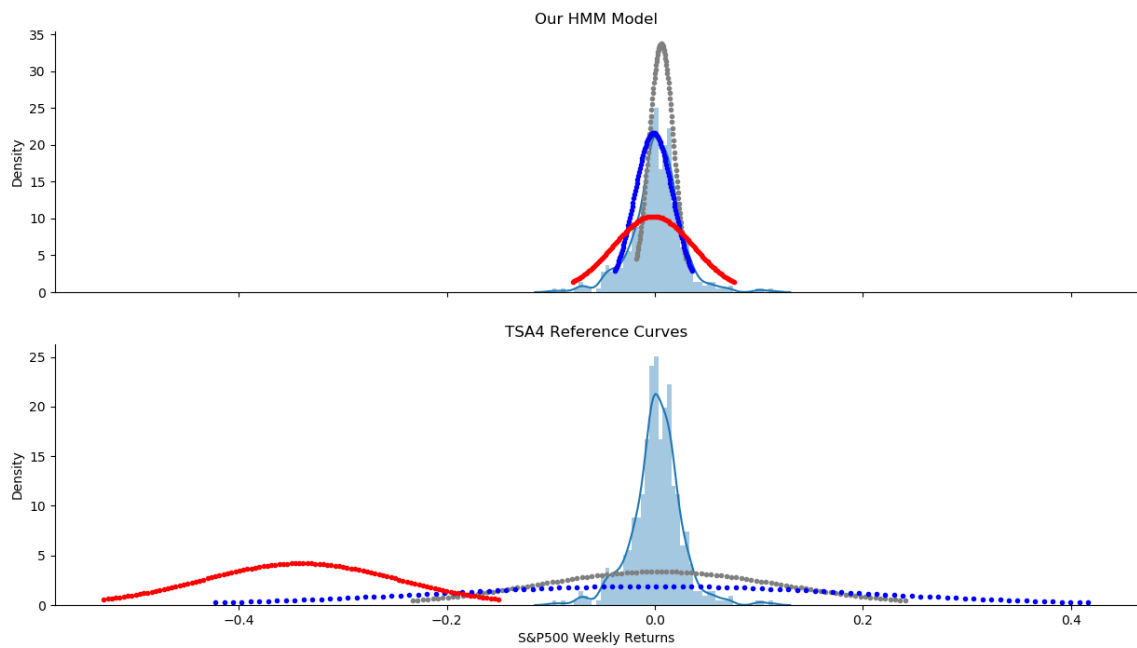 Our HMM Model
35
30
25
20
15
10
5
0
Density
TSA4 Reference Curves
25
20
15
10
5
0
Density
−0.4 −0.2 0.0 0.2 0.4
S&P500 Weekly Returns